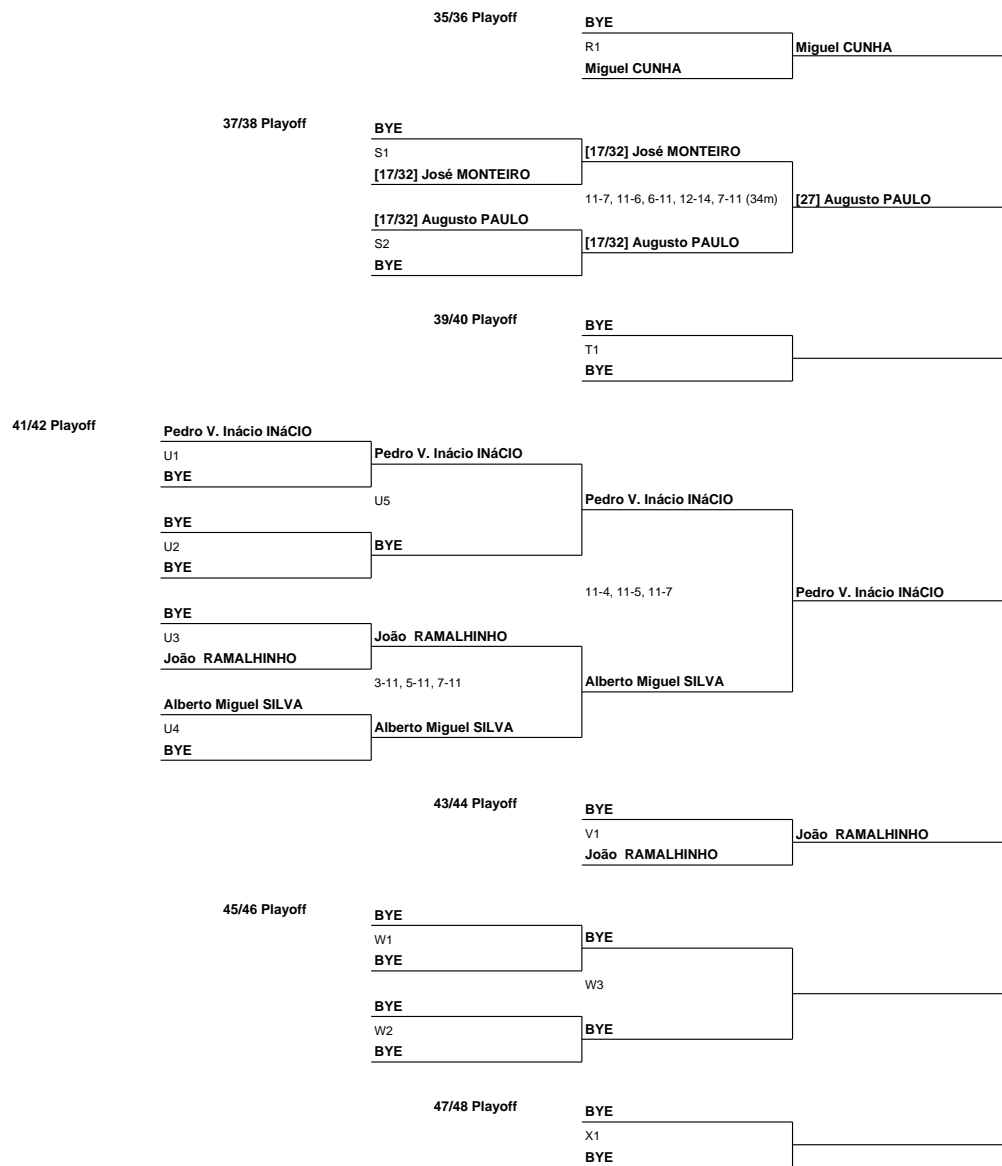 35/36 Playoff
BYE
R1
Miguel CUNHA
Miguel CUNHA
37/38 Playoff
BYE
S1
[17/32] José MONTEIRO
[17/32] José MONTEIRO
11-7, 11-6, 6-11, 12-14, 7-11 (34m)
[27] Augusto PAULO
[17/32] Augusto PAULO
S2
[17/32] Augusto PAULO
BYE
39/40 Playoff
BYE
T1
BYE
41/42 Playoff
Pedro V. Inácio INáCIO
U1
Pedro V. Inácio INáCIO
BYE
U5
Pedro V. Inácio INáCIO
BYE
U2
BYE
BYE
11-4, 11-5, 11-7
Pedro V. Inácio INáCIO
BYE
U3
João  RAMALHINHO
João  RAMALHINHO
3-11, 5-11, 7-11
Alberto Miguel SILVA
Alberto Miguel SILVA
U4
Alberto Miguel SILVA
BYE
43/44 Playoff
BYE
V1
João  RAMALHINHO
João  RAMALHINHO
45/46 Playoff
BYE
W1
BYE
BYE
W3
BYE
W2
BYE
BYE
47/48 Playoff
BYE
X1
BYE